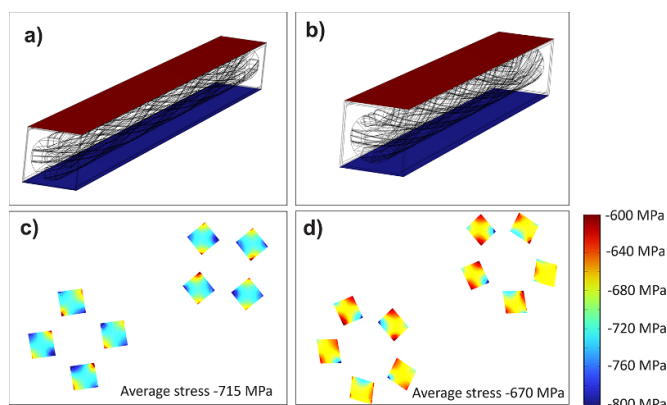 a)
b)
c)
d)
Average stress -715 MPa
Average stress -670 MPa
-600 MPa
-640 MPa
-680 MPa
-720 MPa
-760 MPa
-800 MPa